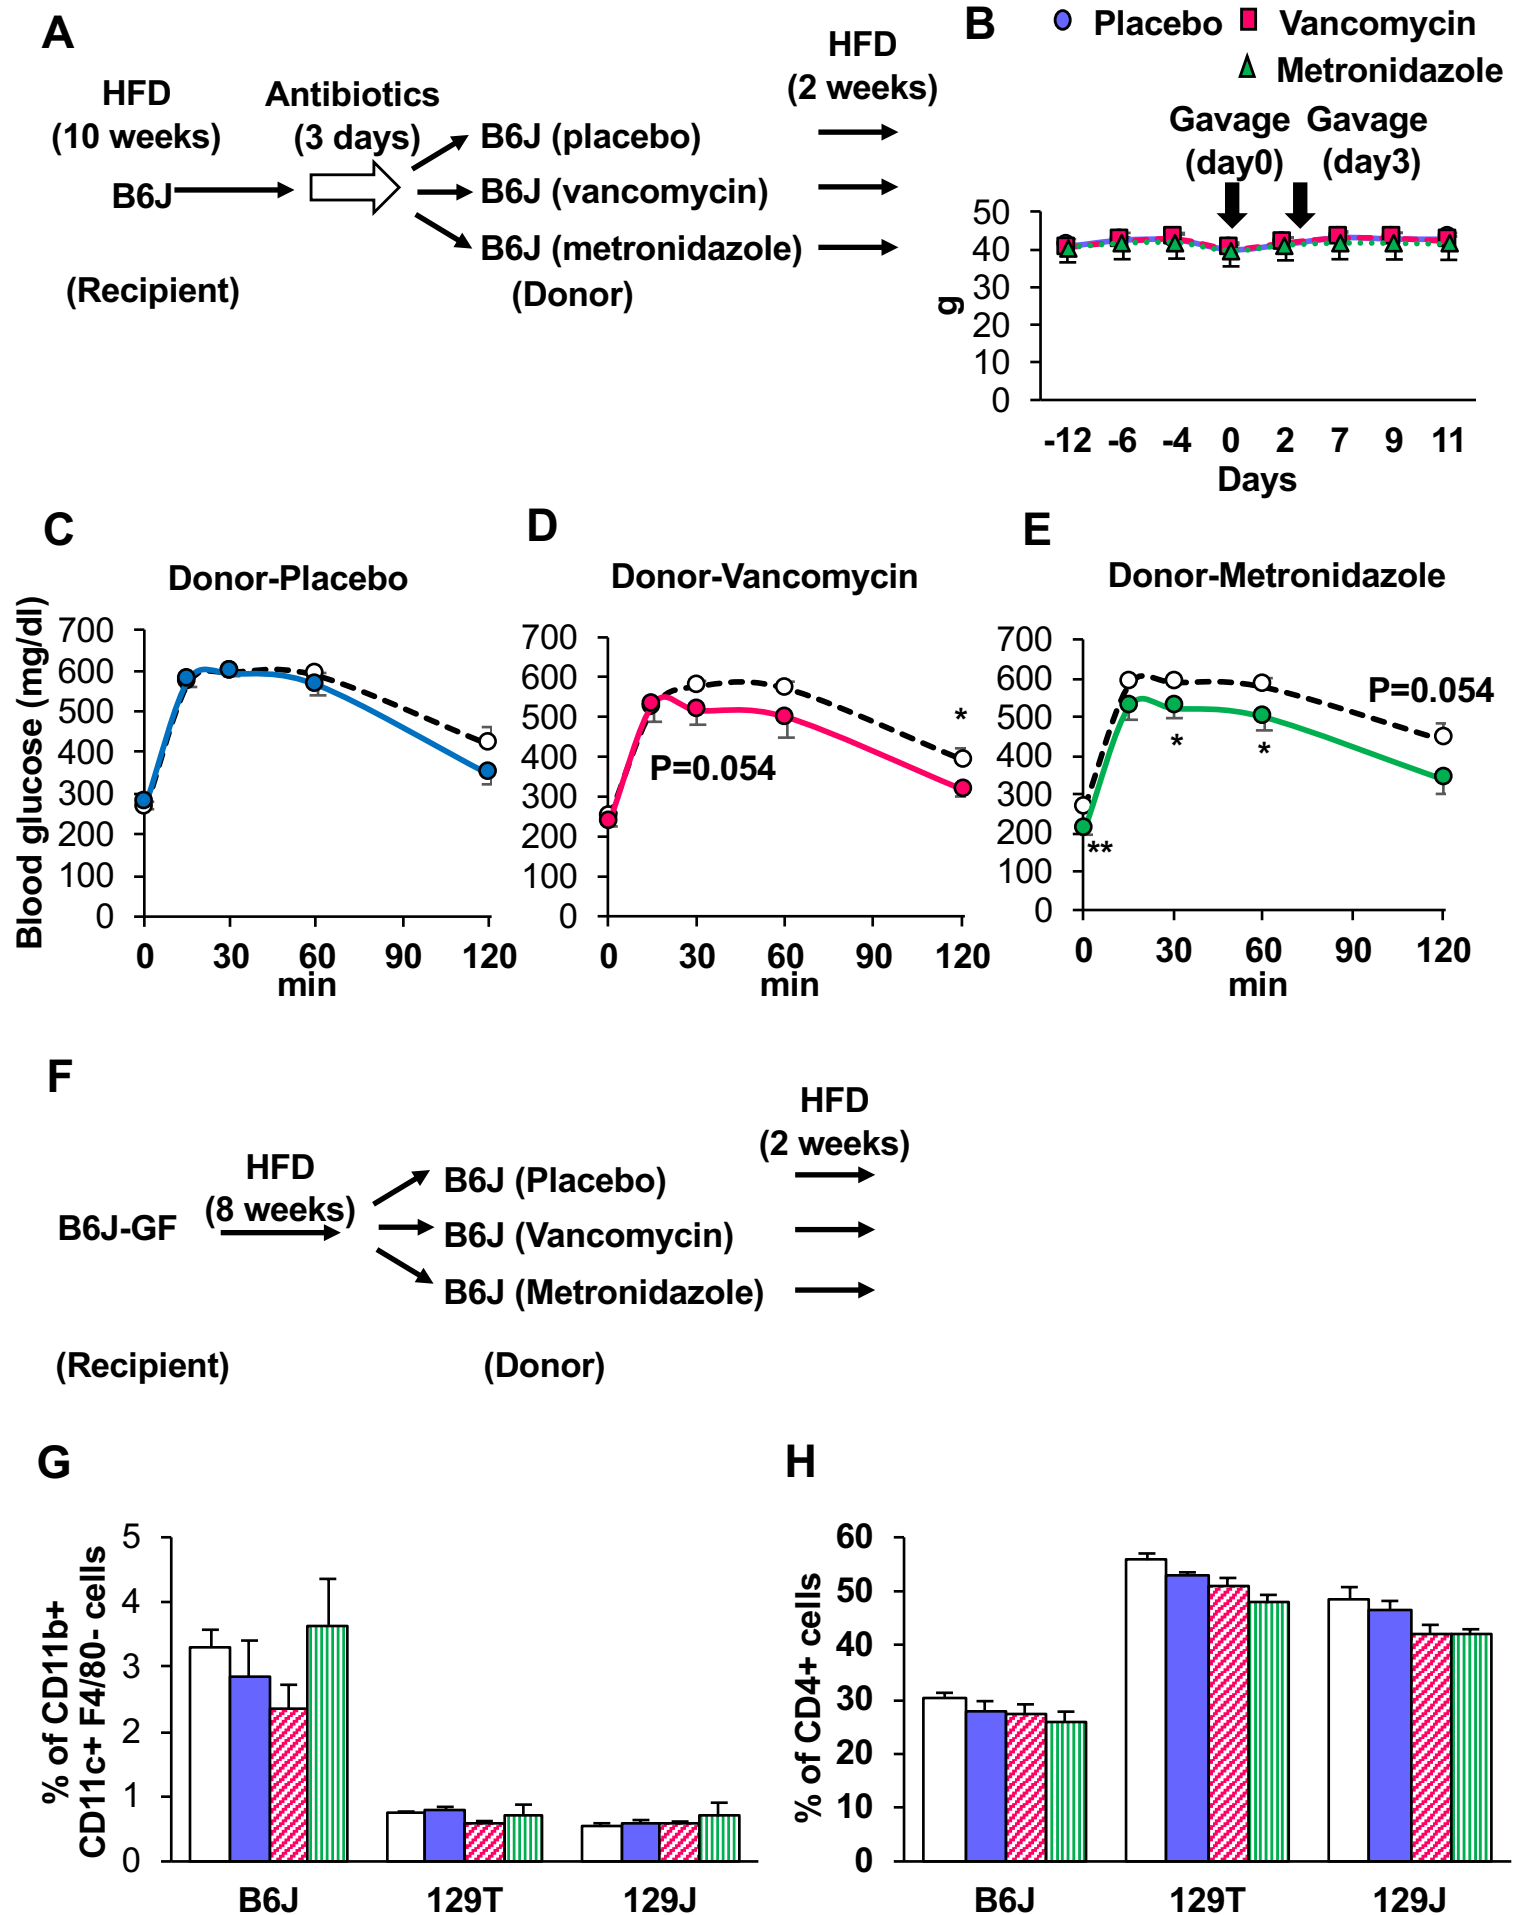 A
HFD
(10 weeks)
B6J
(Recipient)
Antibiotics
(3 days)
B6J (placebo)
B6J (vancomycin)
B6J (metronidazole)
(Donor)
HFD
(2 weeks)
B
Placebo
Vancomycin
Metronidazole
Gavage
(day0)
Gavage
(day3)
50
40
30
20
10
0
g
-12 -6 -4 0 2 7 9 11
Days
C
Donor-Placebo
Blood glucose (mg/dl)
700
600
500
400
300
200
100
0
0 30 60 90 120
min
D
Donor-Vancomycin
700
600
500
400
300
200
100
0
*
P=0.054
0 30 60 90 120
min
E
Donor-Metronidazole
700
600
500
400
300
200
100
0
P=0.054
*
*
**
0 30 60 90 120
min
F
B6J-GF
HFD
(8 weeks)
B6J (Placebo)
B6J (Vancomycin)
B6J (Metronidazole)
HFD
(2 weeks)
(Recipient)
(Donor)
G
% of CD11b+
CD11c+ F4/80- cells
5
4
3
2
1
0
B6J 129T 129J
H
% of CD4+ cells
60
50
40
30
20
10
0
B6J 129T 129J